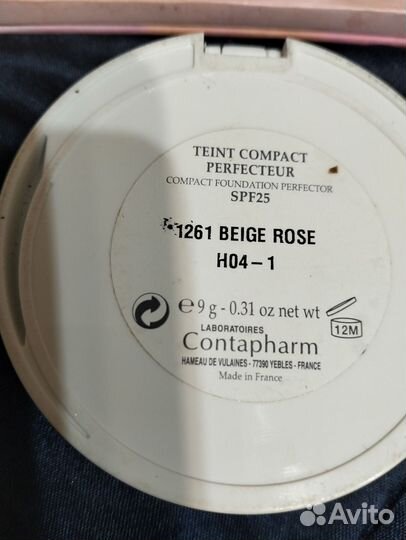 TEINT COMPACT
PERFECTEUR
COMPACT FOUNDATION PERFECTOR
SPF25
1261 BEIGE ROSE
H04-1
e 9 g - 0.31 oz net wt
12M
LABORATOIRES
Contapharm
HAMEAU DE VULAINES - 77390 YEBLES - FRANCE
Made in France
Avito